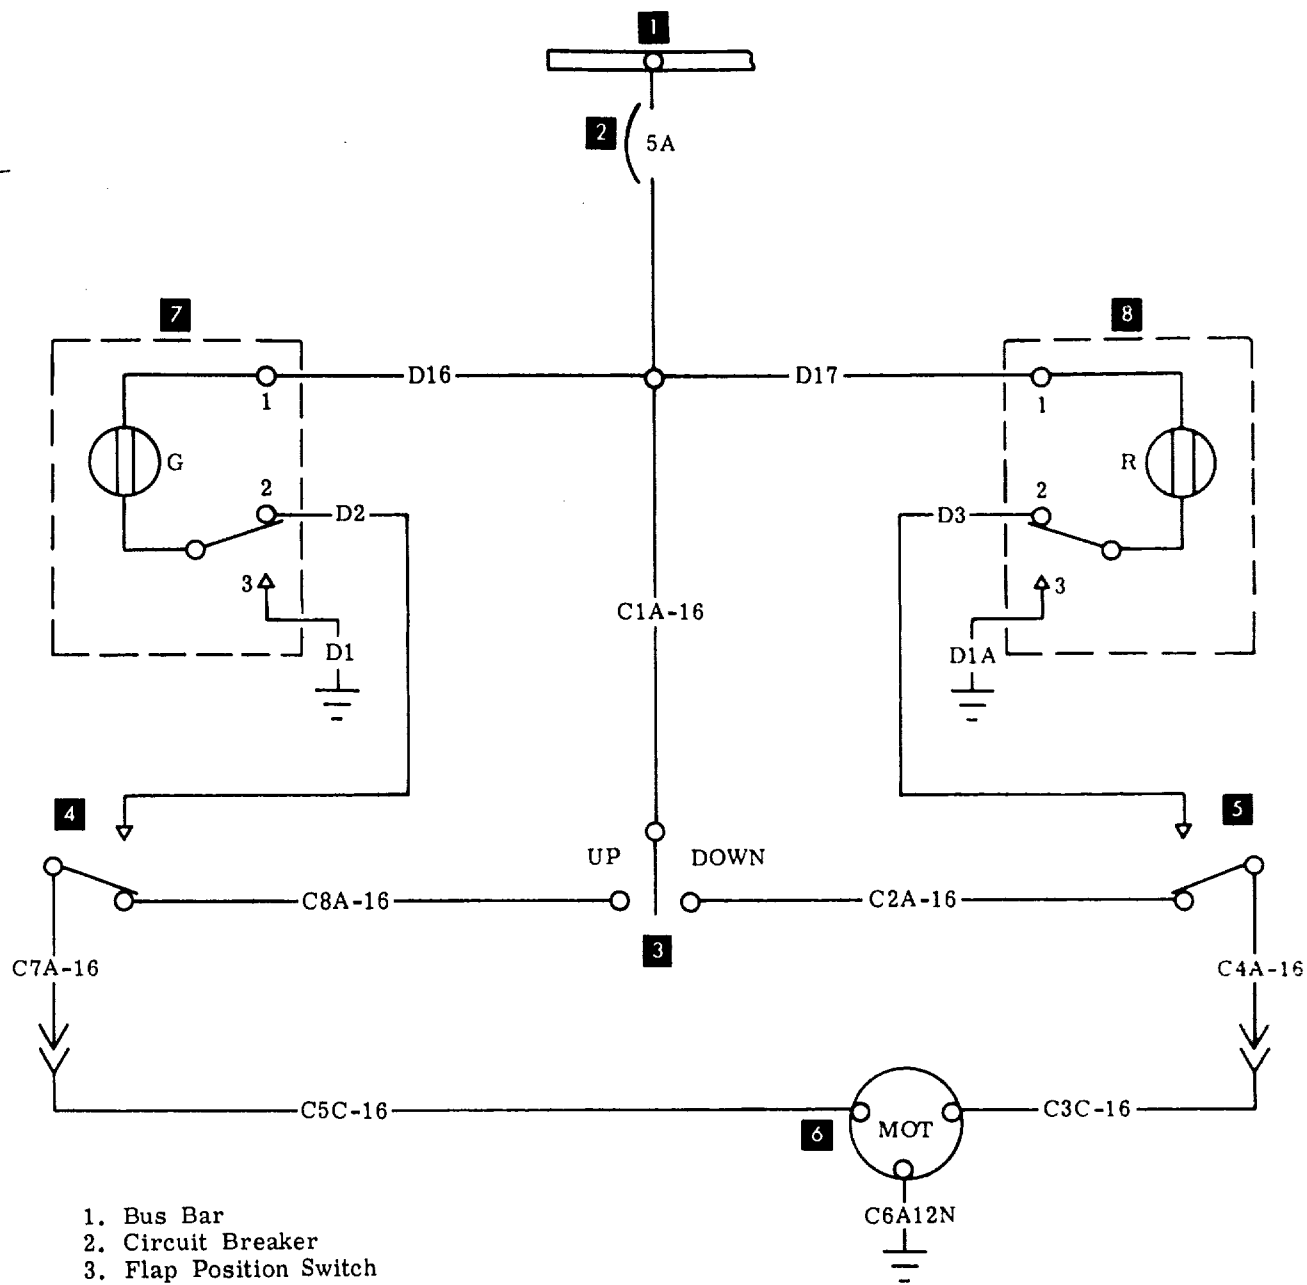 1
2
5A
7
8
D16
D17
1
1
G
R
2
2
D2
D3
3
3
C1A-16
D1
D1A
4
5
UP
DOWN
C8A-16
C2A-16
3
C7A-16
C4A-16
C5C-16
C3C-16
6
MOT
C6A12N
1. Bus Bar
2. Circuit Breaker
3. Flap Position Switch